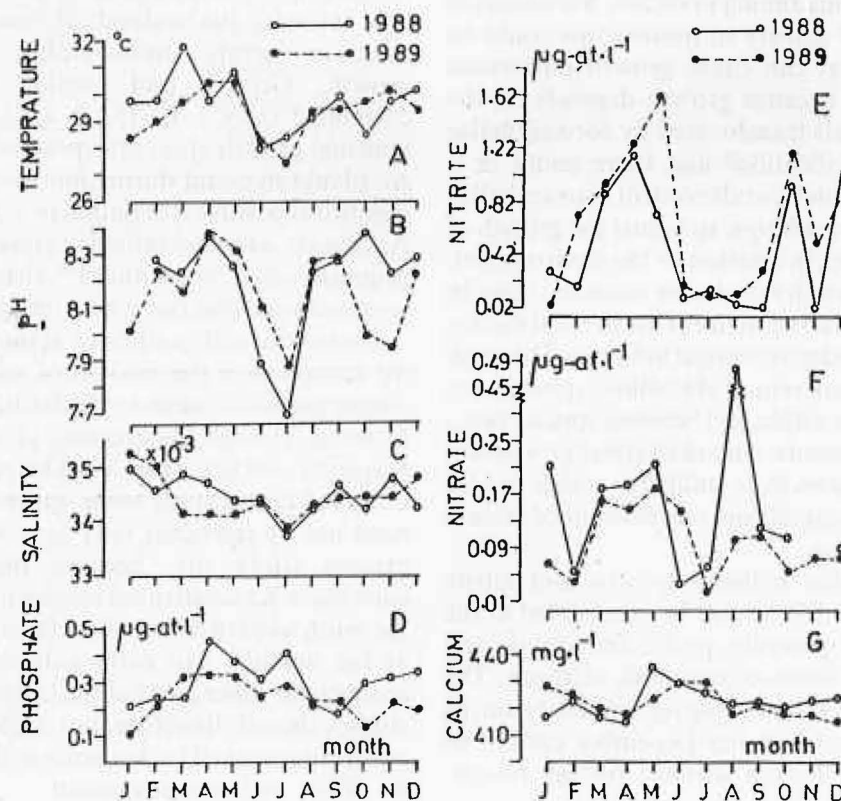 1988
1989
°C
TEMPRATURE
32
29
26
A
pH
8.3
8.1
7.9
7.7
B
SALINITY
×10³
35
34
33
C
J F M A M J J A S O N D
PHOSPHATE
µg-at·l⁻¹
0.5
0.3
0.1
D
month
J F M A M J J A S O N D
1988
1989
µg-at·l⁻¹
NITRITE
1.62
1.22
0.82
0.42
0.02
E
J F M A M J J A S O N D
NITRATE
µg-at·l⁻¹
0.49
0.45
0.25
0.17
0.09
0.01
F
CALCIUM
mg·l⁻¹
440
410
G
month
J F M A M J J A S O N D